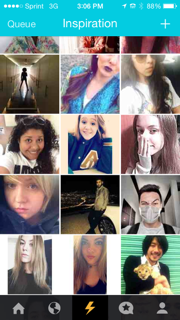 Sprint 3G 3:06 PM 88%
Queue Inspiration +